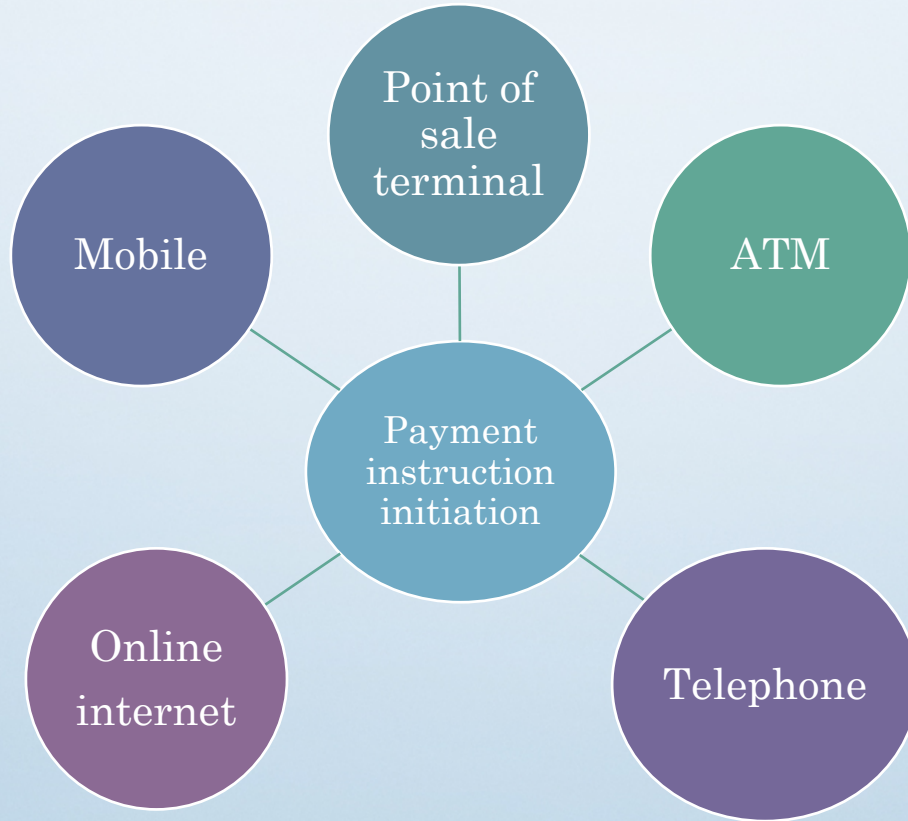 Point of
sale
terminal
Mobile
ATM
Payment
instruction
initiation
Online
internet
Telephone